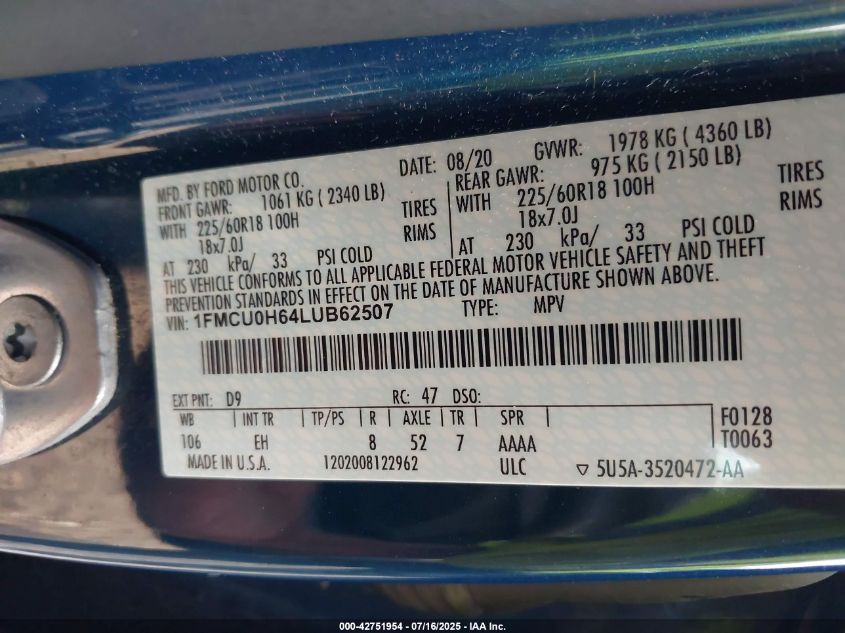 MFD. BY FORD MOTOR CO. DATE: 08/20 GVWR: 1978 KG ( 4360 LB)
FRONT GAWR: 1061 KG ( 2340 LB) REAR GAWR: 975 KG ( 2150 LB)
WITH 225/60R18 100H TIRES WITH 225/60R18 100H TIRES
18x7.0J RIMS 18x7.0J RIMS
AT 230 kPa/ 33 PSI COLD AT 230 kPa/ 33 PSI COLD
THIS VEHICLE CONFORMS TO ALL APPLICABLE FEDERAL MOTOR VEHICLE SAFETY AND THEFT
PREVENTION STANDARDS IN EFFECT ON THE DATE OF MANUFACTURE SHOWN ABOVE.
VIN: 1FMCU0H64LUB62507 TYPE: MPV
EXT PNT: D9 RC: 47 DSO:
WB INT TR TP/PS R AXLE TR SPR F0128
106 EH 8 52 7 AAAA T0063
MADE IN U.S.A. 1202008122962 ULC ▽ 5U5A-3520472-AA
000-42751954 - 07/16/2025 - IAA Inc.